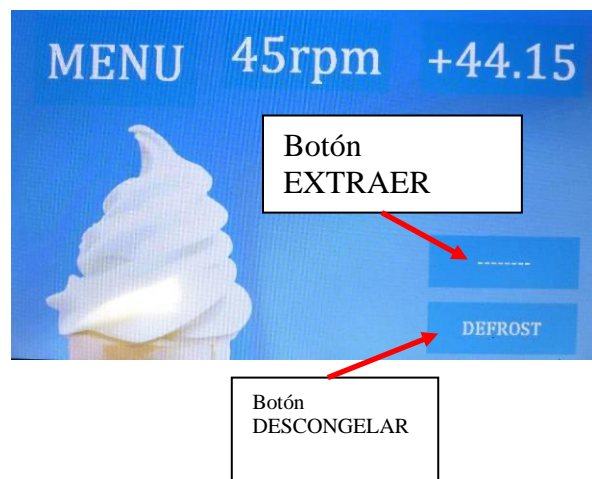 MENU 45rpm +44.15
Botón
EXTRAER
--------
DEFROST
Botón
DESCONGELAR